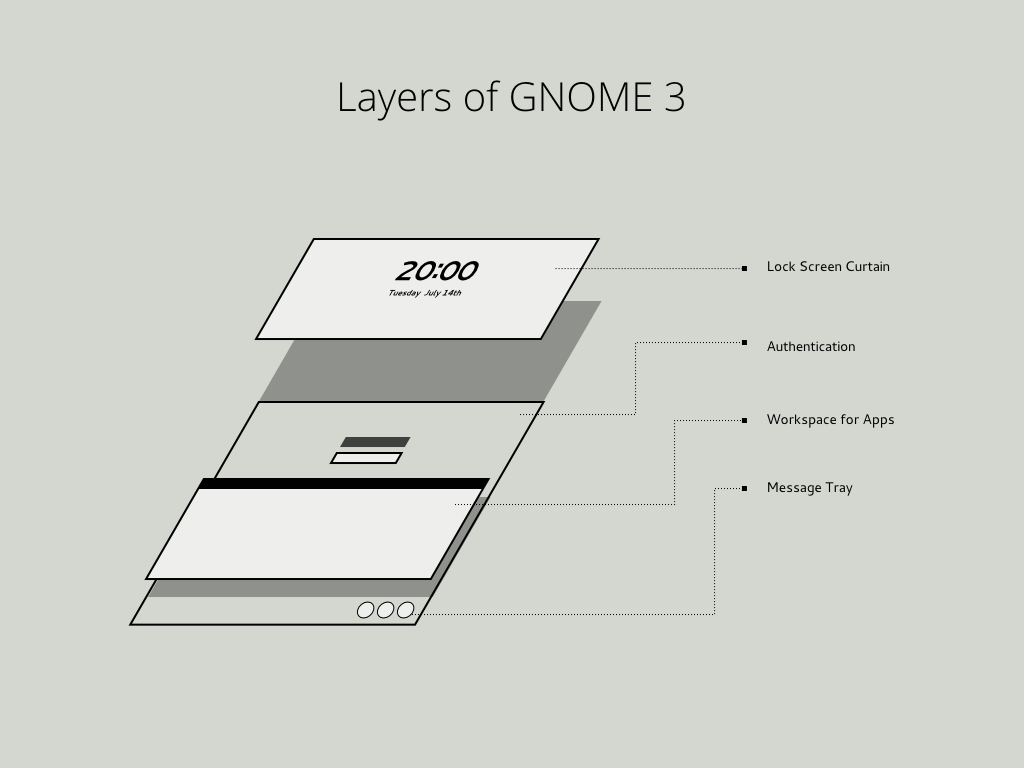 Layers of GNOME 3
20:00
Tuesday July 14th
Lock Screen Curtain
Authentication
Workspace for Apps
Message Tray